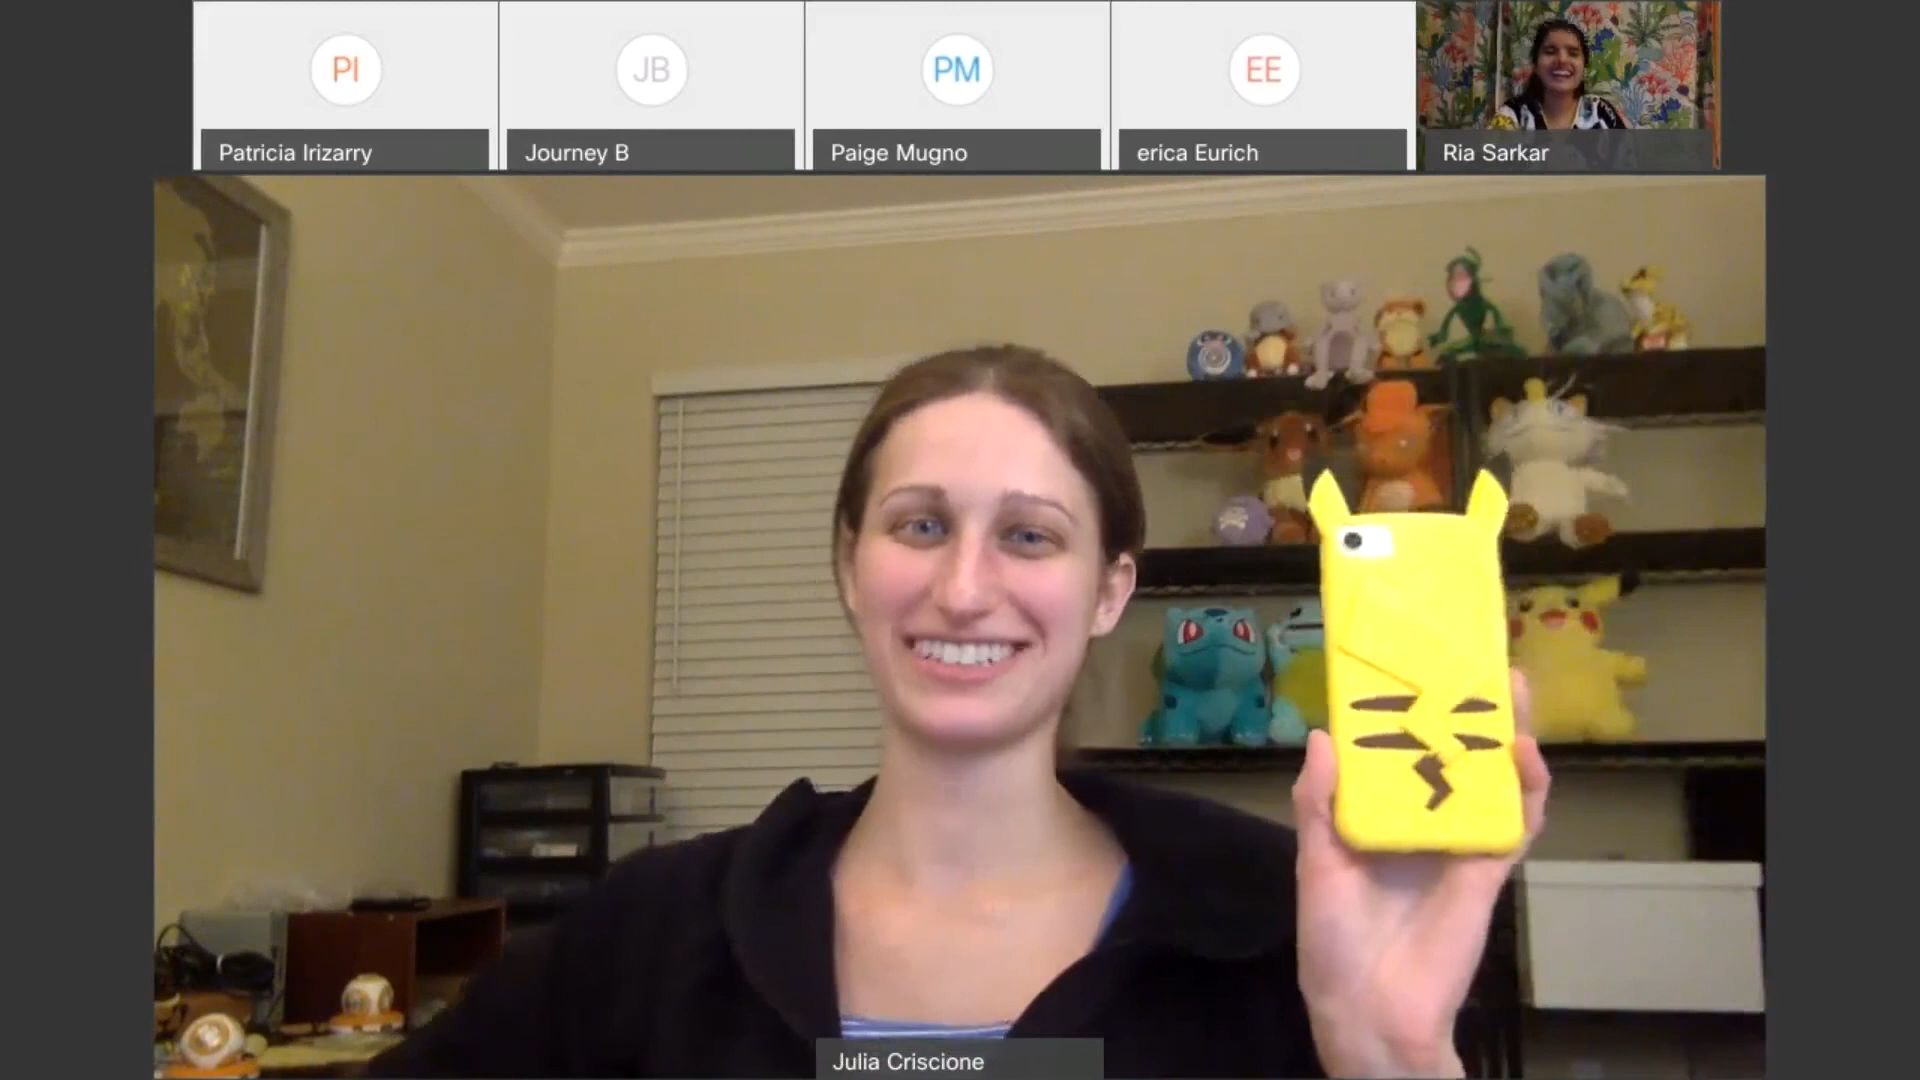 PI
JB
PM
EE
Patricia Irizarry
Journey B
Paige Mugno
erica Eurich
Ria Sarkar
Julia Criscione